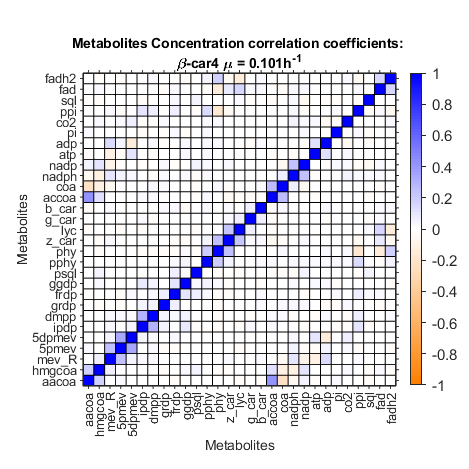 Metabolites Concentration correlation coefficients:
β-car4 μ = 0.101h⁻¹
Metabolites
fadh2
fad
sql
ppi
co2
pi
adp
atp
nadp
nadph
coa
accoa
b_car
g_car
lyc
z_car
phy
pphy
psql
ggdp
frdp
grdp
dmpp
ipdp
5dpmev
5pmev
mev_R
hmgcoa
aacoa
aacoa
hmgcoa
mev_R
5pmev
5dpmev
ipdp
dmpp
grdp
frdp
ggdp
psql
pphy
phy
z_car
lyc
g_car
b_car
accoa
coa
nadph
nadp
atp
adp
pi
co2
ppi
sql
fad
fadh2
Metabolites
1
0.8
0.6
0.4
0.2
0
-0.2
-0.4
-0.6
-0.8
-1